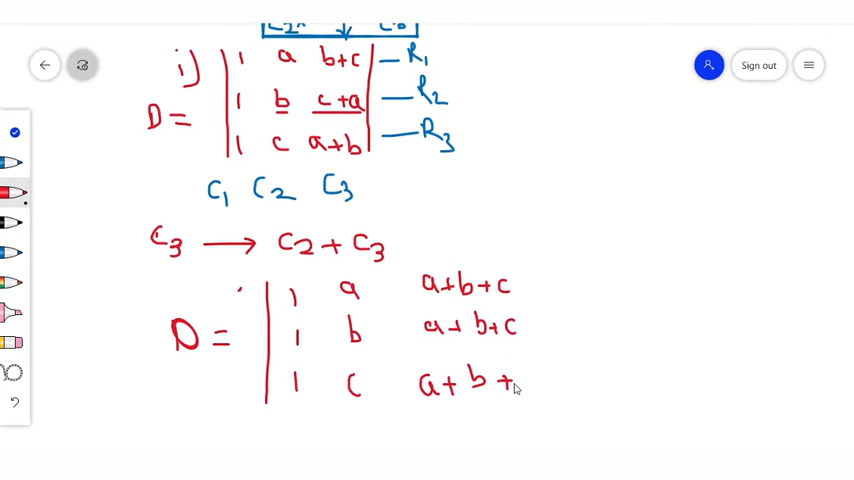 Sign out
i) | 1 a b+c | — R1
D = | 1 b c+a | — R2
| 1 c a+b | — R3
C1 C2 C3
C3 → C2 + C3
| 1 a a+b+c
D = | 1 b a+b+c
| 1 c a+b+